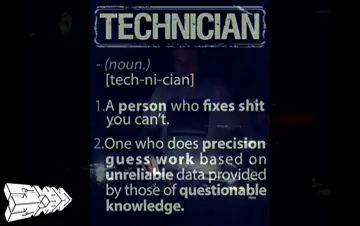 TECHNICIAN
- (noun.)
[tech-ni-cian]
1.A person who fixes shit
you can't.
2.One who does precision
guess work based on
unreliable data provided
by those of questionable
knowledge.